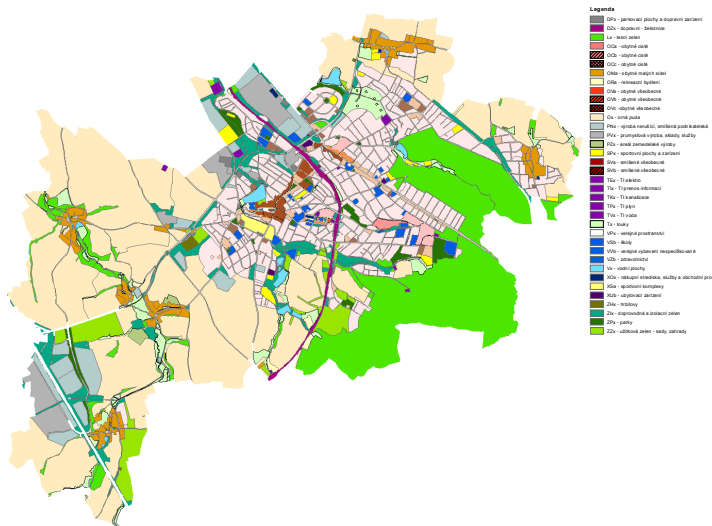 Legenda
DPx - parkovací plochy a dopravní zařízení
DZx - dopravní - železnice
Lx - lesní zeleň
OCa - obytné čisté
OCb - obytné čisté
OCc - obytné čisté
OMa - obytné malých sídel
ORa - rekreační bydlení
OVa - obytné všeobecné
OVb - obytné všeobecné
OVc - obytné všeobecné
Ox - orná půda
PNx - výroba nerušící, smíšená podnikatelská
PVx - průmyslová výroba, sklady, služby
PZx - areál zemědělské výroby
SPx - sportovní plochy a zařízení
SVa - smíšené všeobecné
SVb - smíšené všeobecné
TEx - TI elektro
TIx - TI přenos informací
TKx - TI kanalizace
TPx - TI plyn
TVx - TI voda
Tx - louky
VPx - veřejné prostranství
VSb - školy
VVb - veřejné vybavení nespecifikované
VZb - zdravotnictví
Vx - vodní plochy
XOx - nákupní střediska, služby a obchodní pro
XSa - sportovní komplexy
XUb - ubytovací zařízení
ZHx - hřbitovy
ZIx - doprovodná a izolační zeleň
ZPx - parky
ZZx - užitková zeleň - sady, zahrady